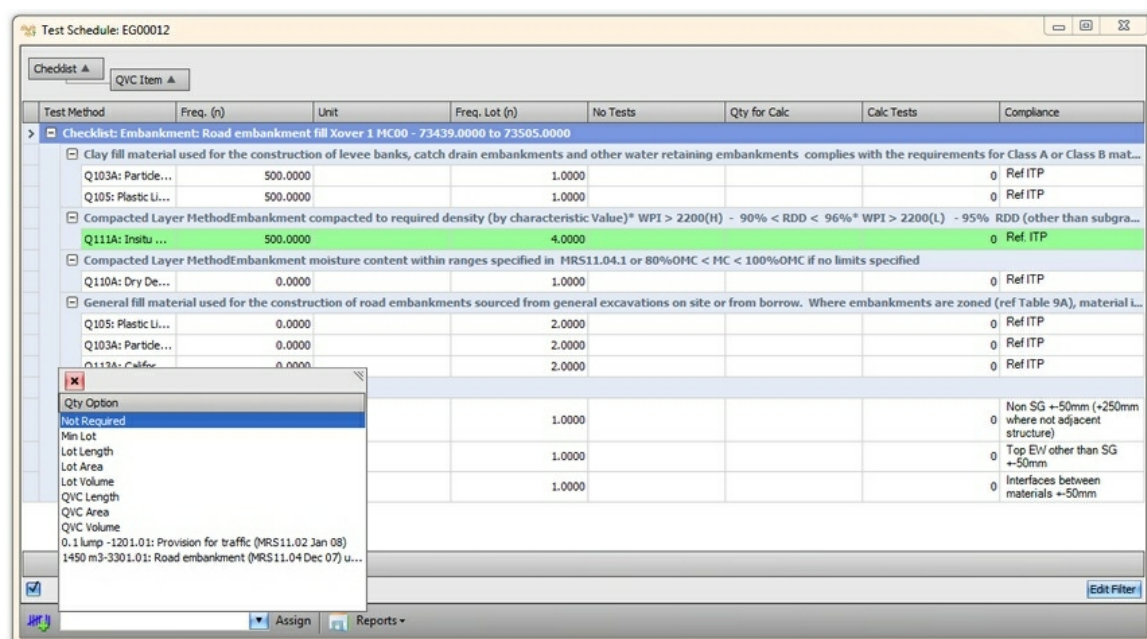 Test Schedule: EG00012
Checklist
QVC Item
Test Method Freq. (n) Unit Freq. Lot (n) No Tests Qty for Calc Calc Tests Compliance
Checklist: Embankment: Road embankment fill Xover 1 MC00 - 73439.0000 to 73505.0000
Clay fill material used for the construction of levee banks, catch drain embankments and other water retaining embankments complies with the requirements for Class A or Class B mat...
Q103A: Particle... 500.0000 1.0000 0 Ref ITP
Q105: Plastic Li... 500.0000 1.0000 0 Ref ITP
Compacted Layer MethodEmbankment compacted to required density (by characteristic Value)* WPI > 2200(H) - 90% < RDD < 96%* WPI > 2200(L) - 95% RDD (other than subgra...
Q111A: Insitu ... 500.0000 4.0000 0 Ref. ITP
Compacted Layer MethodEmbankment moisture content within ranges specified in MRS11.04.1 or 80%OMC < MC < 100%OMC if no limits specified
Q110A: Dry De... 0.0000 1.0000 0 Ref ITP
General fill material used for the construction of road embankments sourced from general excavations on site or from borrow. Where embankments are zoned (ref Table 9A), material i...
Q105: Plastic Li... 0.0000 2.0000 0 Ref ITP
Q103A: Particle... 0.0000 2.0000 0 Ref ITP
Q113A: Califor... 0.0000 2.0000 0 Ref ITP
1.0000 0 Non SG +-50mm (+250mm
where not adjacent
structure)
1.0000 0 Top EW other than SG
+-50mm
1.0000 0 Interfaces between
materials +-50mm
Qty Option
Not Required
Min Lot
Lot Length
Lot Area
Lot Volume
QVC Length
QVC Area
QVC Volume
0.1 lump -1201.01: Provision for traffic (MRS11.02 Jan 08)
1450 m3-3301.01: Road embankment (MRS11.04 Dec 07) u...
Edit Filter
Assign Reports